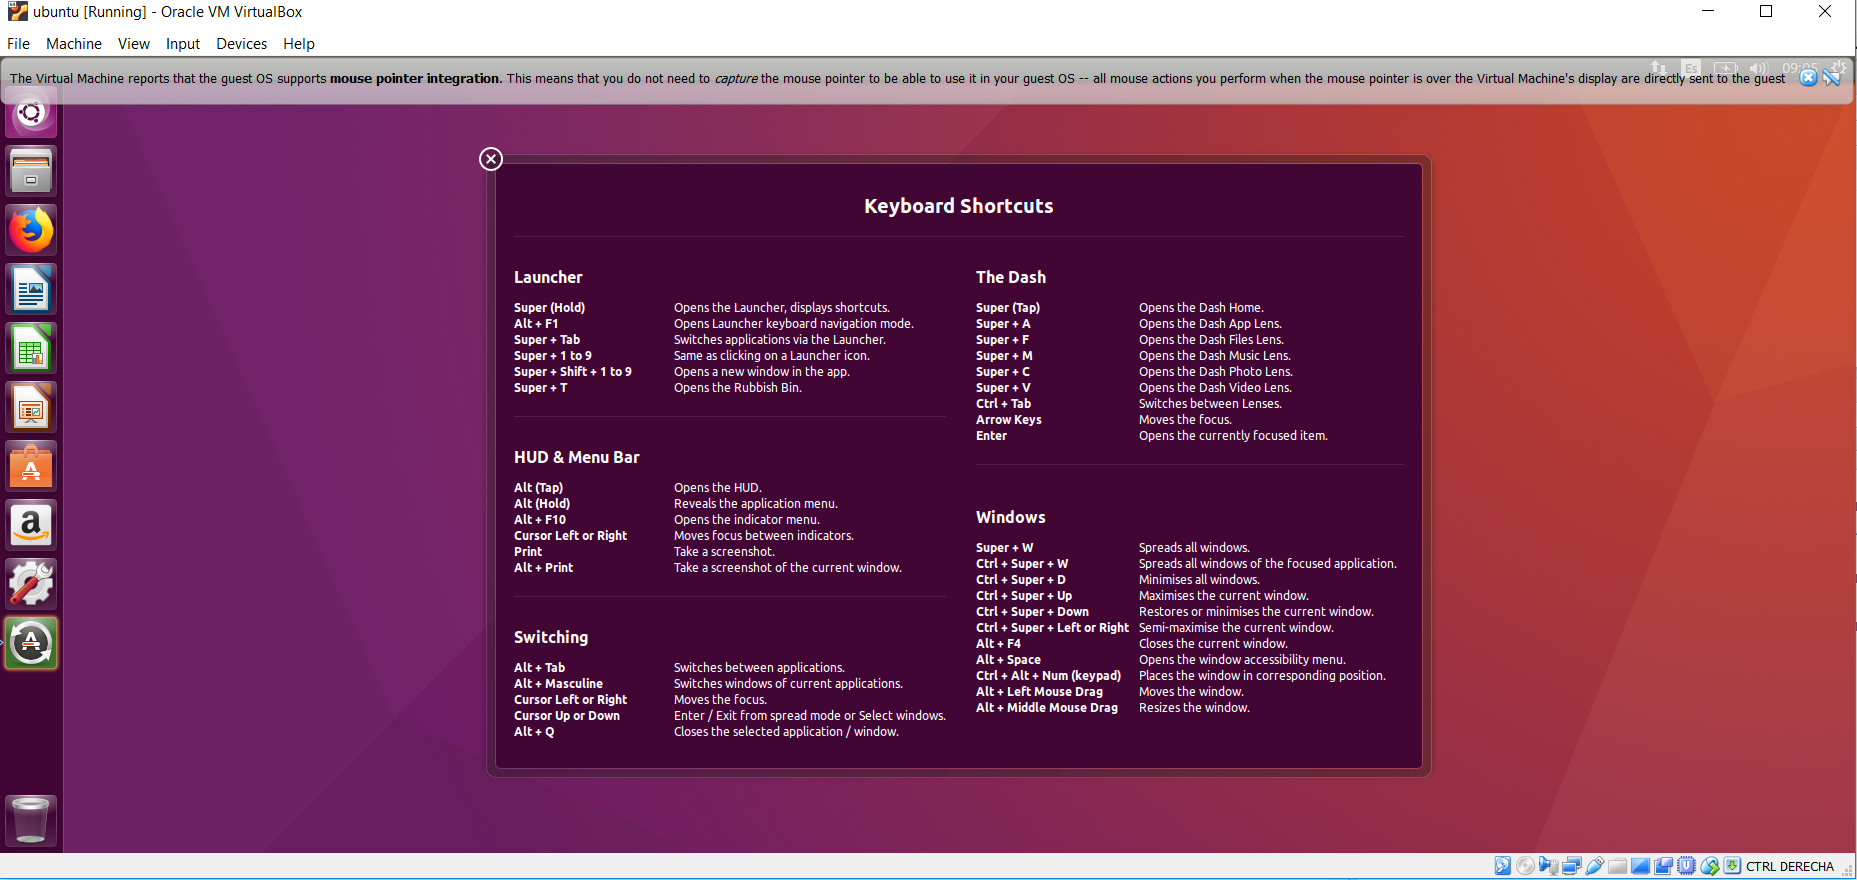 ubuntu [Running] - Oracle VM VirtualBox
File Machine View Input Devices Help
The Virtual Machine reports that the guest OS supports mouse pointer integration. This means that you do not need to capture the mouse pointer to be able to use it in your guest OS -- all mouse actions you perform when the mouse pointer is over the Virtual Machine's display are directly sent to the guest
Es 09:05
Keyboard Shortcuts
Launcher
Super (Hold) Opens the Launcher, displays shortcuts.
Alt + F1 Opens Launcher keyboard navigation mode.
Super + Tab Switches applications via the Launcher.
Super + 1 to 9 Same as clicking on a Launcher icon.
Super + Shift + 1 to 9 Opens a new window in the app.
Super + T Opens the Rubbish Bin.
HUD & Menu Bar
Alt (Tap) Opens the HUD.
Alt (Hold) Reveals the application menu.
Alt + F10 Opens the indicator menu.
Cursor Left or Right Moves focus between indicators.
Print Take a screenshot.
Alt + Print Take a screenshot of the current window.
Switching
Alt + Tab Switches between applications.
Alt + Masculine Switches windows of current applications.
Cursor Left or Right Moves the focus.
Cursor Up or Down Enter / Exit from spread mode or Select windows.
Alt + Q Closes the selected application / window.
The Dash
Super (Tap) Opens the Dash Home.
Super + A Opens the Dash App Lens.
Super + F Opens the Dash Files Lens.
Super + M Opens the Dash Music Lens.
Super + C Opens the Dash Photo Lens.
Super + V Opens the Dash Video Lens.
Ctrl + Tab Switches between Lenses.
Arrow Keys Moves the focus.
Enter Opens the currently focused item.
Windows
Super + W Spreads all windows.
Ctrl + Super + W Spreads all windows of the focused application.
Ctrl + Super + D Minimises all windows.
Ctrl + Super + Up Maximises the current window.
Ctrl + Super + Down Restores or minimises the current window.
Ctrl + Super + Left or Right Semi-maximise the current window.
Alt + F4 Closes the current window.
Alt + Space Opens the window accessibility menu.
Ctrl + Alt + Num (keypad) Places the window in corresponding position.
Alt + Left Mouse Drag Moves the window.
Alt + Middle Mouse Drag Resizes the window.
a
CTRL DERECHA